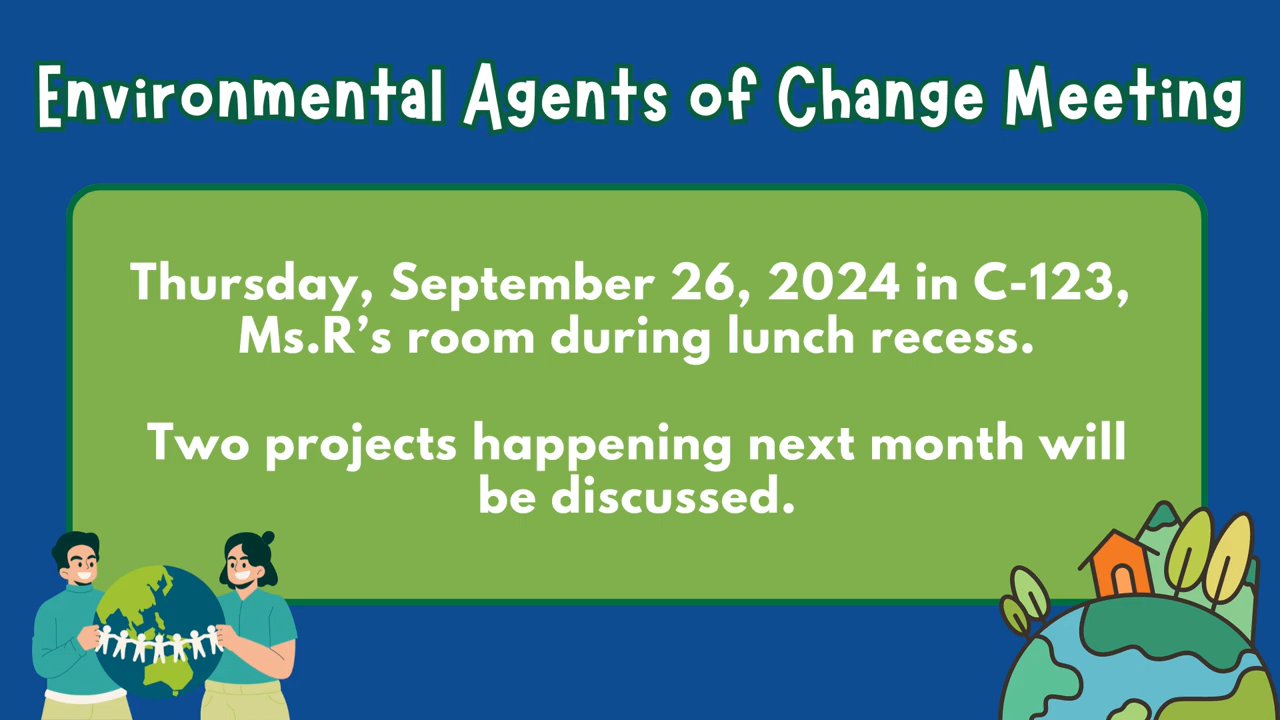 Environmental Agents of Change Meeting
Thursday, September 26, 2024 in C-123,
Ms.R’s room during lunch recess.
Two projects happening next month will
be discussed.